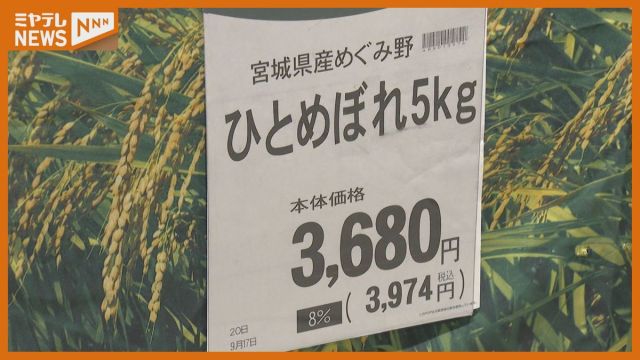 ミヤテレ
NEWS NNN
宮城県産めぐみ野
ひとめぼれ5kg
本体価格
3,680円
8% (3,974円) 税込
20日
9月17日